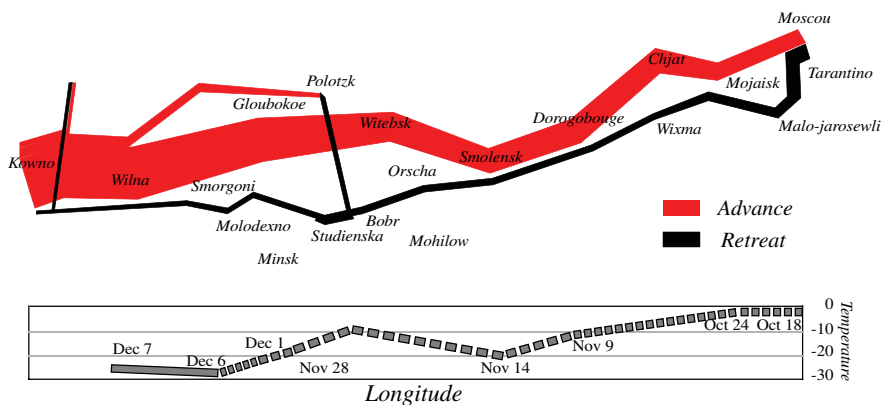 Moscou
Polotzk
Chjat
Tarantino
Gloubokoe
Mojaisk
Witebsk
Dorogobouge
Wixma
Malo-jarosewli
Kowno
Smolensk
Orscha
Wilna
Smorgoni
Advance
Molodexno
Bobr
Studienska
Mohilow
Retreat
Minsk
0
-10
-20
-30
Temperature
Oct 24
Oct 18
Dec 1
Nov 9
Dec 7
Dec 6
Nov 28
Nov 14
Longitude